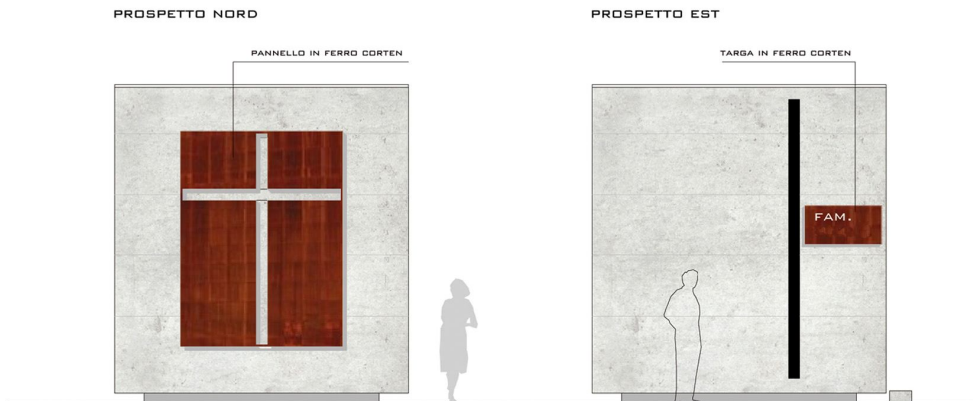 PROSPETTO NORD
PANNELLO IN FERRO CORTEN
PROSPETTO EST
TARGA IN FERRO CORTEN
FAM.